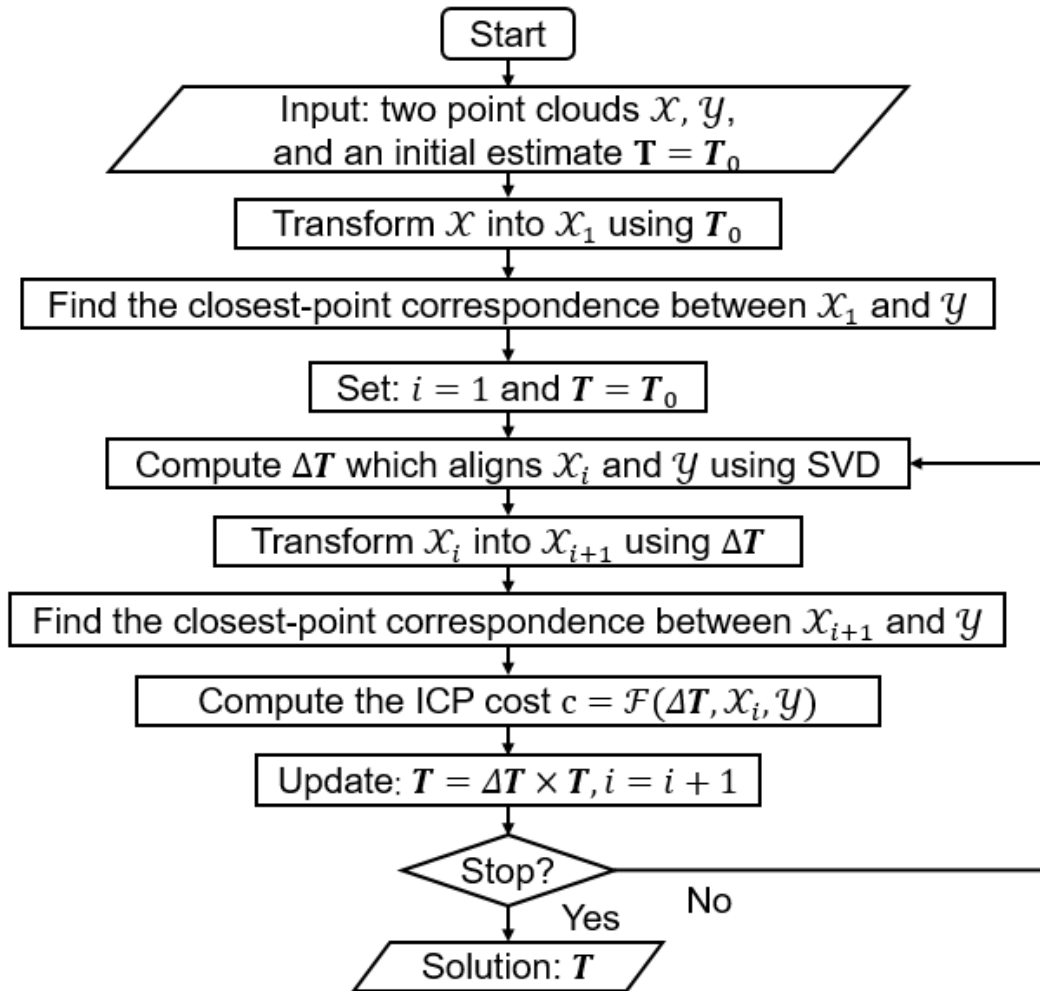 Start
Input: two point clouds 𝒳, 𝒴,
and an initial estimate 𝐓 = 𝑻₀
Transform 𝒳 into 𝒳₁ using 𝑻₀
Find the closest-point correspondence between 𝒳₁ and 𝒴
Set: 𝑖 = 1 and 𝑻 = 𝑻₀
Compute Δ𝑻 which aligns 𝒳ᵢ and 𝒴 using SVD
Transform 𝒳ᵢ into 𝒳ᵢ₊₁ using Δ𝑻
Find the closest-point correspondence between 𝒳ᵢ₊₁ and 𝒴
Compute the ICP cost c = ℱ(𝛥𝑻, 𝒳ᵢ, 𝒴)
Update: 𝑻 = 𝛥𝑻 × 𝑻, 𝑖 = 𝑖 + 1
Stop?
No
Yes
Solution: 𝑻